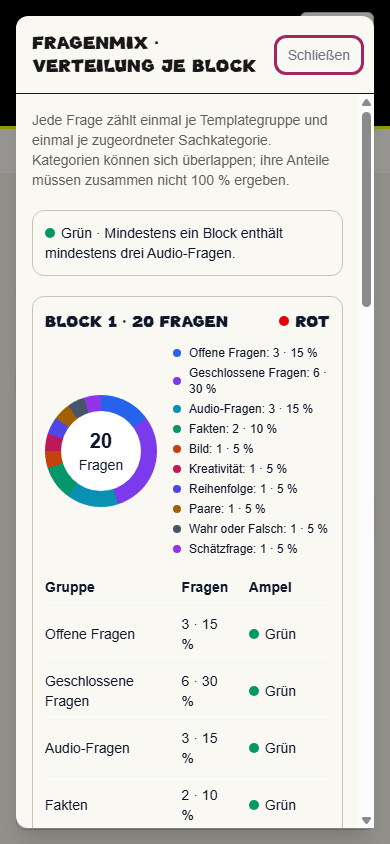 FRAGENMIX ·
VERTEILUNG JE BLOCK
Schließen
Jede Frage zählt einmal je Templategruppe und
einmal je zugeordneter Sachkategorie.
Kategorien können sich überlappen; ihre Anteile
müssen zusammen nicht 100 % ergeben.
Grün · Mindestens ein Block enthält
mindestens drei Audio-Fragen.
BLOCK 1 · 20 FRAGEN
ROT
20
Fragen
Offene Fragen: 3 · 15 %
Geschlossene Fragen: 6 ·
30 %
Audio-Fragen: 3 · 15 %
Fakten: 2 · 10 %
Bild: 1 · 5 %
Kreativität: 1 · 5 %
Reihenfolge: 1 · 5 %
Paare: 1 · 5 %
Wahr oder Falsch: 1 · 5 %
Schätzfrage: 1 · 5 %
Gruppe Fragen Ampel
Offene Fragen 3 · 15 % Grün
Geschlossene Fragen 6 · 30 % Grün
Audio-Fragen 3 · 15 % Grün
Fakten 2 · 10 % Grün